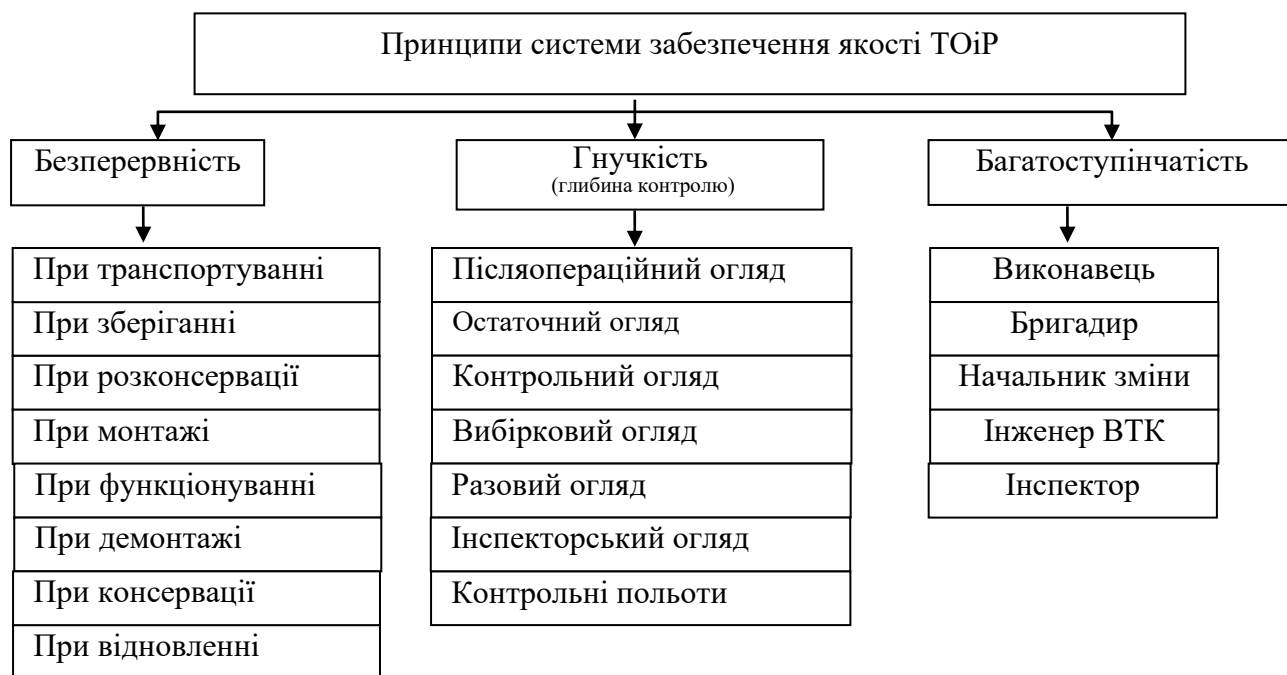 Принципи системи забезпечення якості ТОіР
Безперервність
Гнучкість
(глибина контролю)
Багатоступінчатість
При транспортуванні
При зберіганні
При розконсервації
При монтажі
При функціонуванні
При демонтажі
При консервації
При відновленні
Післяопераційний огляд
Остаточний огляд
Контрольний огляд
Вибірковий огляд
Разовий огляд
Інспекторський огляд
Контрольні польоти
Виконавець
Бригадир
Начальник зміни
Інженер ВТК
Інспектор